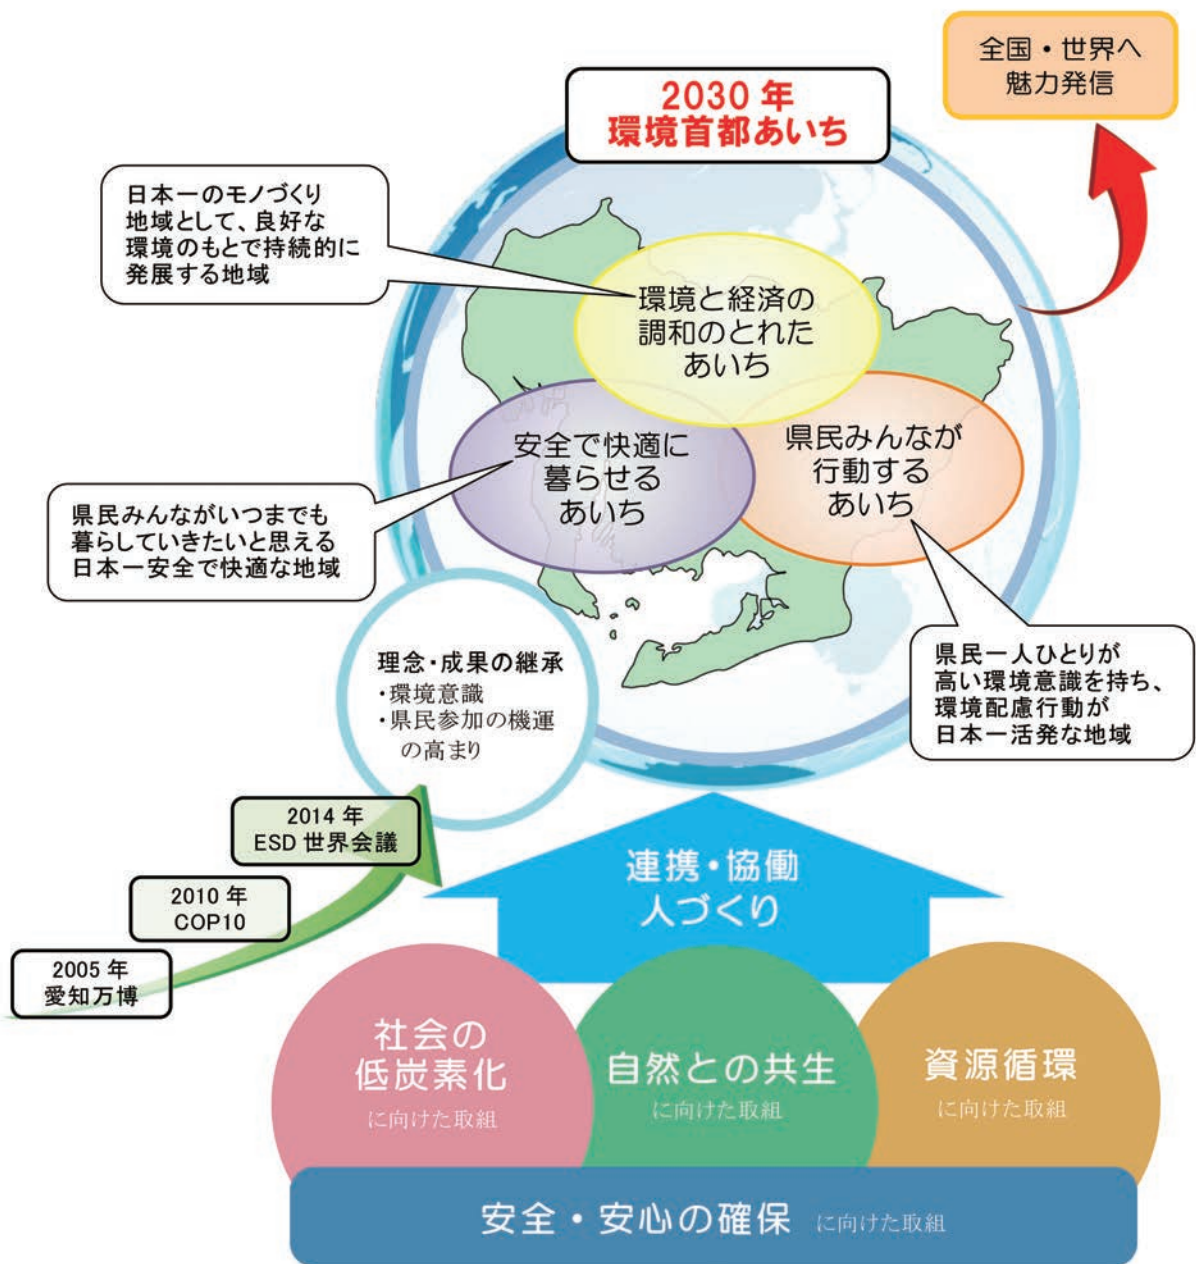 全国・世界へ
魅力発信
2030 年
環境首都あいち
日本一のモノづくり
地域として、良好な
環境のもとで持続的に
発展する地域
環境と経済の
調和のとれた
あいち
安全で快適に
暮らせる
あいち
県民みんなが
行動する
あいち
県民みんながいつまでも
暮らしていきたいと思える
日本一安全で快適な地域
県民一人ひとりが
高い環境意識を持ち、
環境配慮行動が
日本一活発な地域
理念・成果の継承
・環境意識
・県民参加の機運
の高まり
2014 年
ESD 世界会議
2010 年
COP10
2005 年
愛知万博
連携・協働
人づくり
社会の
低炭素化
に向けた取組
自然との共生
に向けた取組
資源循環
に向けた取組
安全・安心の確保 に向けた取組